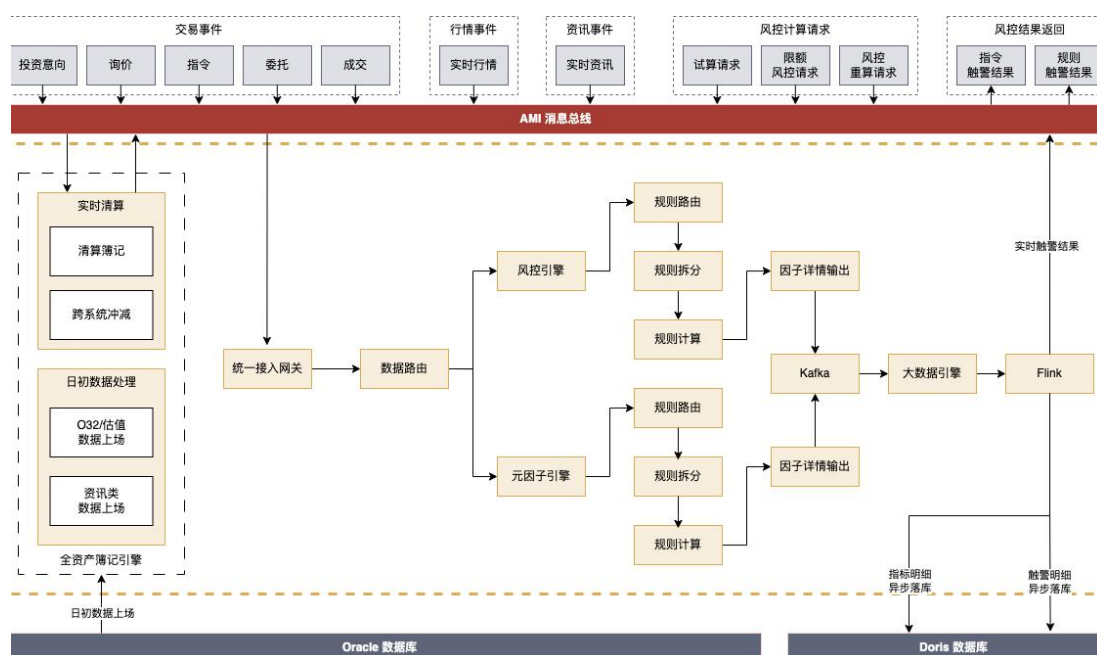 交易事件
行情事件
资讯事件
风控计算请求
风控结果返回
投资意向
询价
指令
委托
成交
实时行情
实时资讯
试算请求
限额
风控请求
风控
重算请求
指令
触警结果
规则
触警结果
AMI 消息总线
实时清算
清算簿记
跨系统冲减
日初数据处理
O32/估值
数据上场
资讯类
数据上场
全资产簿记引擎
日初数据上场
统一接入网关
数据路由
风控引擎
规则路由
规则拆分
规则计算
因子详情输出
元因子引擎
规则路由
规则拆分
规则计算
因子详情输出
Kafka
大数据引擎
Flink
实时触警结果
指标明细
异步落库
触警明细
异步落库
Oracle 数据库
Doris 数据库